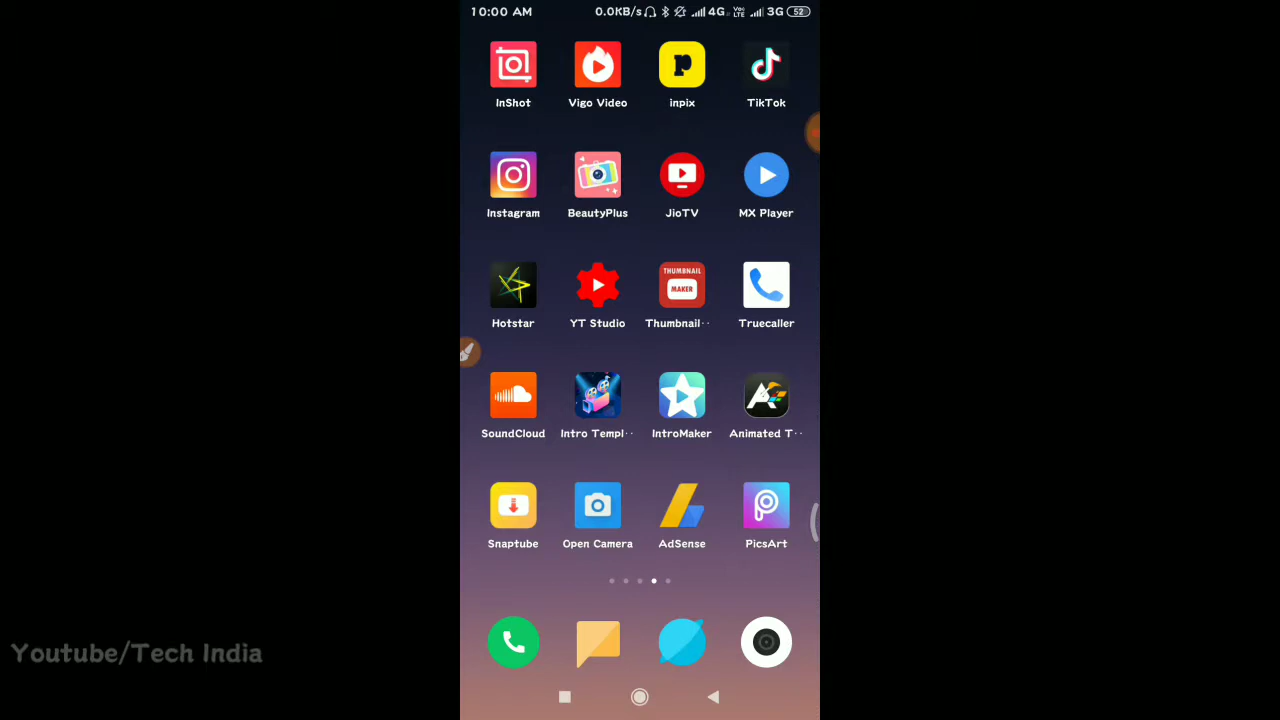 10:00 AM 0.0KB/s 4G Vo LTE 3G 52
InShot Vigo Video inpix TikTok
Instagram BeautyPlus JioTV MX Player
THUMBNAIL
MAKER
Hotstar YT Studio Thumbnail·· Truecaller
SoundCloud Intro Templ·· IntroMaker Animated T··
Snaptube Open Camera AdSense PicsArt
Youtube/Tech India